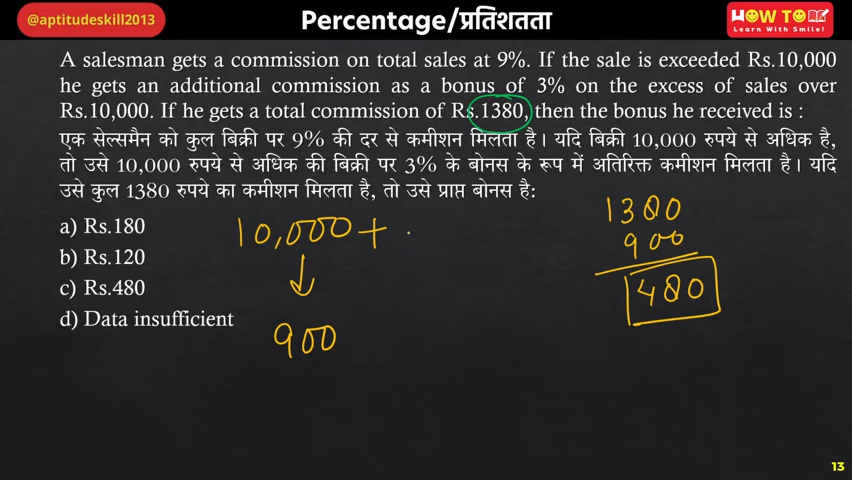 @aptitudeskill2013
Percentage/प्रतिशतता
HOW TO
Learn With Smile!
A salesman gets a commission on total sales at 9%. If the sale is exceeded Rs.10,000
he gets an additional commission as a bonus of 3% on the excess of sales over
Rs.10,000. If he gets a total commission of Rs.1380, then the bonus he received is :
एक सेल्समैन को कुल बिक्री पर 9% की दर से कमीशन मिलता है। यदि बिक्री 10,000 रुपये से अधिक है,
तो उसे 10,000 रुपये से अधिक की बिक्री पर 3% के बोनस के रूप में अतिरिक्त कमीशन मिलता है। यदि
उसे कुल 1380 रुपये का कमीशन मिलता है, तो उसे प्राप्त बोनस है:
a) Rs.180
b) Rs.120
c) Rs.480
d) Data insufficient
10,000 +
900
1380
900
480
13